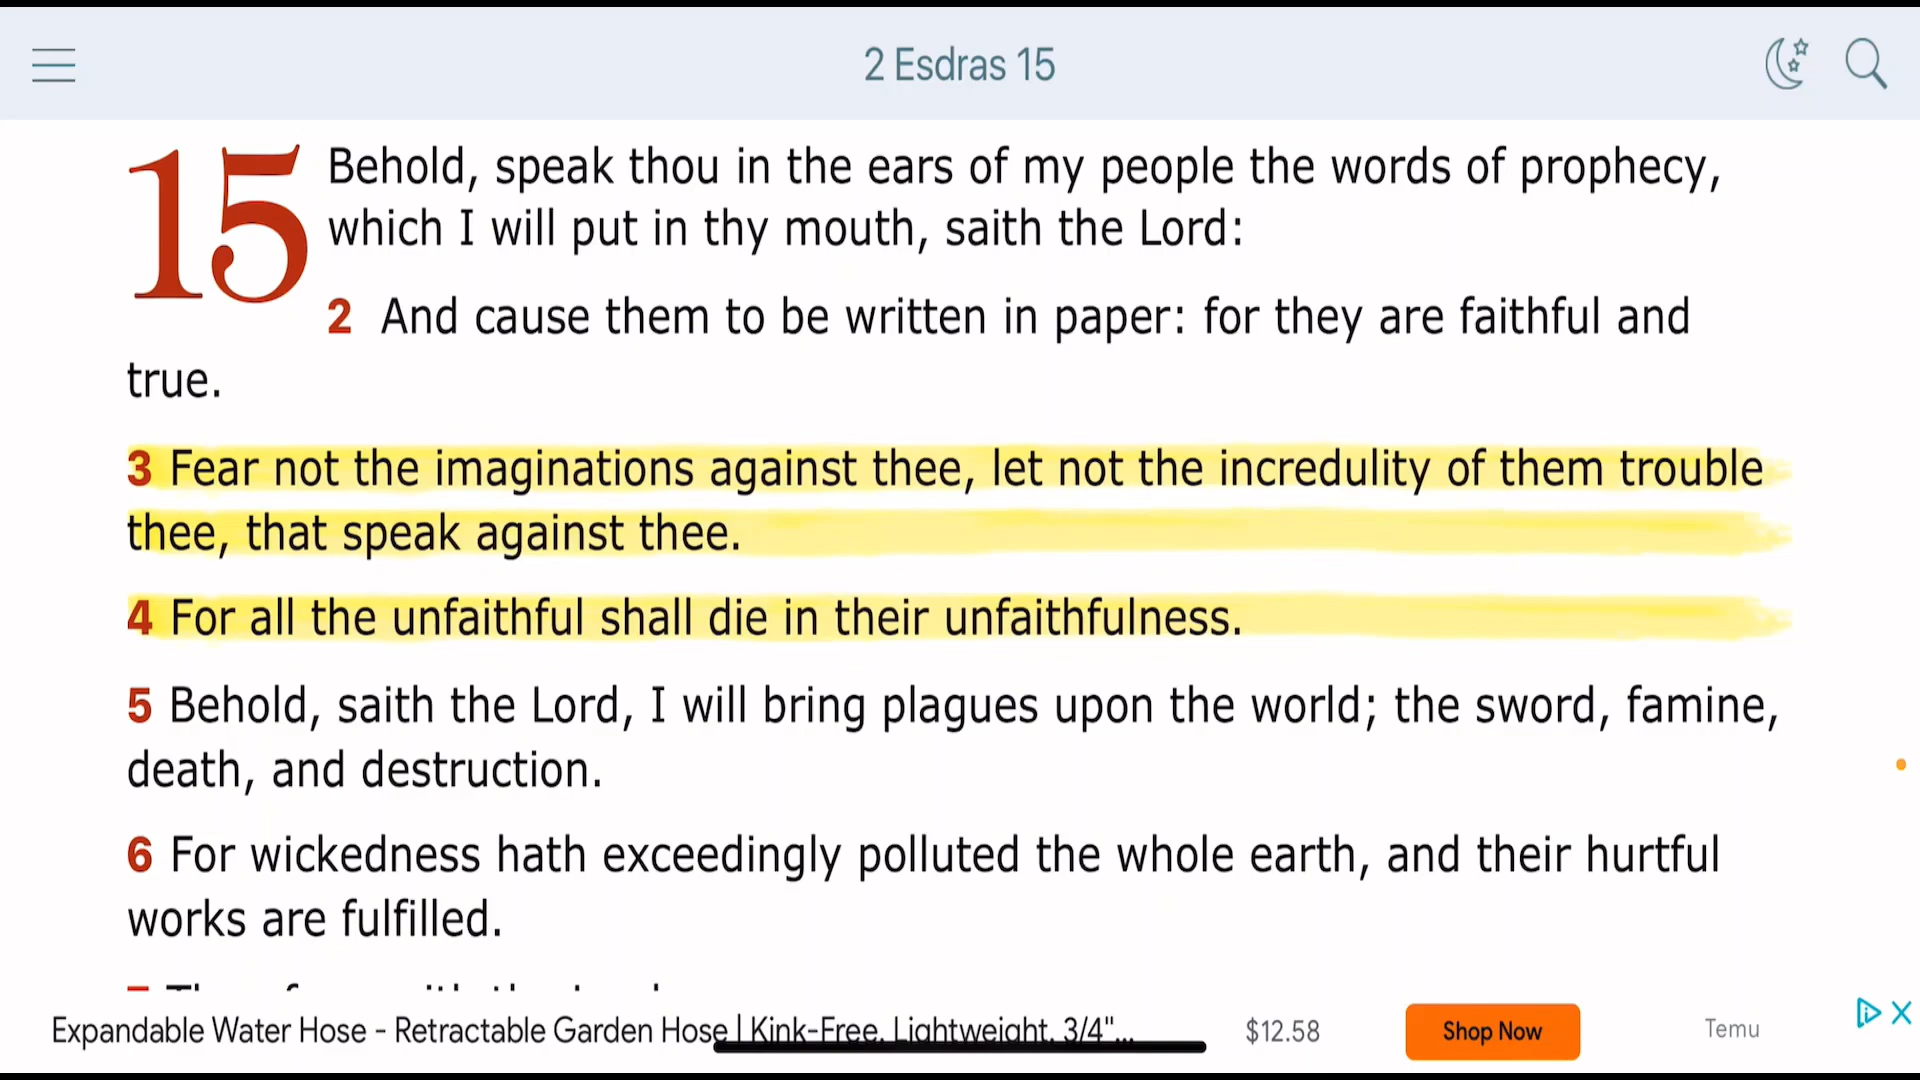 2 Esdras 15
15 Behold, speak thou in the ears of my people the words of prophecy,
which I will put in thy mouth, saith the Lord:
2 And cause them to be written in paper: for they are faithful and
true.
3 Fear not the imaginations against thee, let not the incredulity of them trouble
thee, that speak against thee.
4 For all the unfaithful shall die in their unfaithfulness.
5 Behold, saith the Lord, I will bring plagues upon the world; the sword, famine,
death, and destruction.
6 For wickedness hath exceedingly polluted the whole earth, and their hurtful
works are fulfilled.
Expandable Water Hose - Retractable Garden Hose | Kink-Free, Lightweight, 3/4"... $12.58 Shop Now Temu